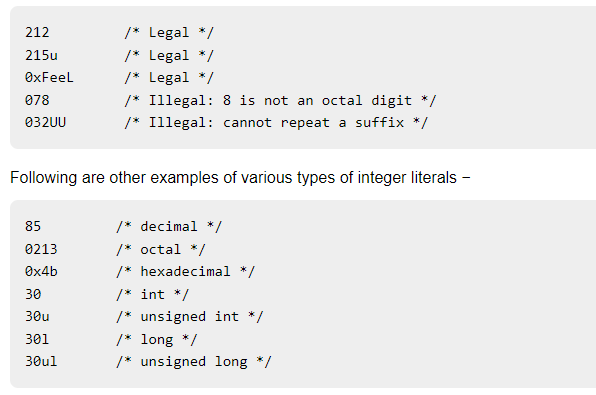 212 /* Legal */
215u /* Legal */
0xFeeL /* Legal */
078 /* Illegal: 8 is not an octal digit */
032UU /* Illegal: cannot repeat a suffix */
Following are other examples of various types of integer literals −
85 /* decimal */
0213 /* octal */
0x4b /* hexadecimal */
30 /* int */
30u /* unsigned int */
30l /* long */
30ul /* unsigned long */